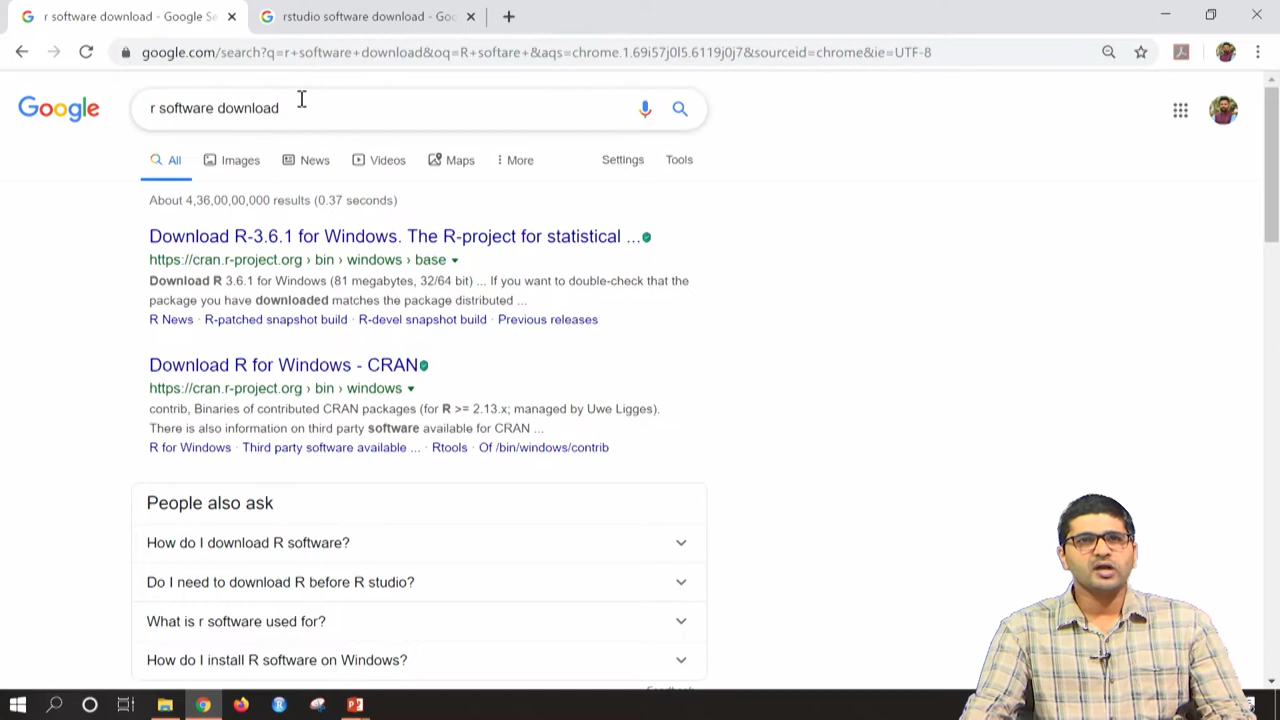 r software download - Google Se
rstudio software download - Goo
google.com/search?q=r+software+download&oq=R+softare+&aqs=chrome.1.69i57j0l5.6119j0j7&sourceid=chrome&ie=UTF-8
Google
r software download
All
Images
News
Videos
Maps
More
Settings
Tools
About 4,36,00,00,000 results (0.37 seconds)
Download R-3.6.1 for Windows. The R-project for statistical ...
https://cran.r-project.org › bin › windows › base
Download R 3.6.1 for Windows (81 megabytes, 32/64 bit) ... If you want to double-check that the
package you have downloaded matches the package distributed ...
R News · R-patched snapshot build · R-devel snapshot build · Previous releases
Download R for Windows - CRAN
https://cran.r-project.org › bin › windows
contrib, Binaries of contributed CRAN packages (for R >= 2.13.x; managed by Uwe Ligges).
There is also information on third party software available for CRAN ...
R for Windows · Third party software available ... · Rtools · Of /bin/windows/contrib
People also ask
How do I download R software?
Do I need to download R before R studio?
What is r software used for?
How do I install R software on Windows?